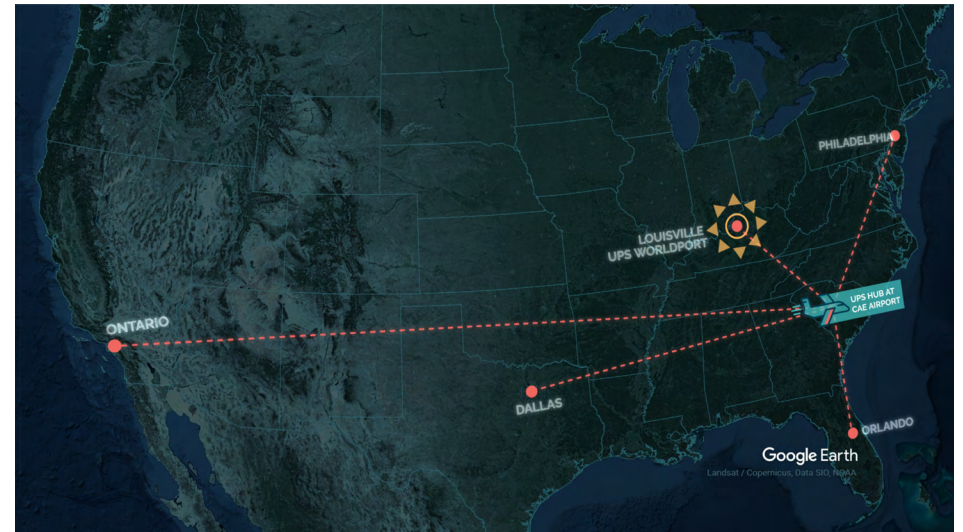 PHILADELPHIA
LOUISVILLE
UPS WORLDPORT
UPS HUB AT
CAE AIRPORT
ONTARIO
DALLAS
ORLANDO
Google Earth
Landsat / Copernicus, Data SIO, NOAA